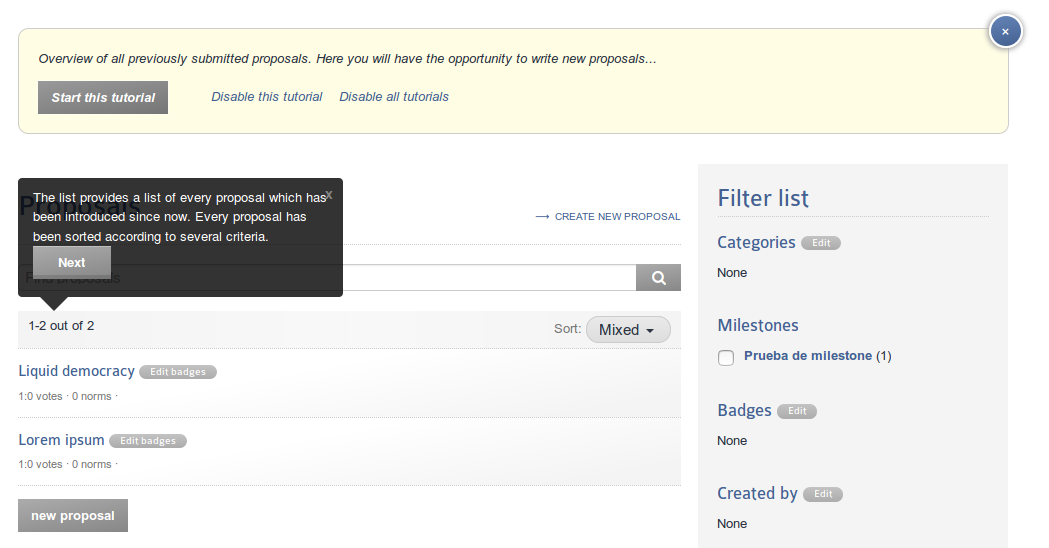 ×
Overview of all previously submitted proposals. Here you will have the opportunity to write new proposals...
Start this tutorial
Disable this tutorial
Disable all tutorials
Proposals
The list provides a list of every proposal which has
been introduced since now. Every proposal has
been sorted according to several criteria.
x
Next
→ CREATE NEW PROPOSAL
Find proposals
1-2 out of 2
Sort: Mixed
Liquid democracy Edit badges
1:0 votes · 0 norms ·
Lorem ipsum Edit badges
1:0 votes · 0 norms ·
new proposal
Filter list
Categories Edit
None
Milestones
Prueba de milestone (1)
Badges Edit
None
Created by Edit
None